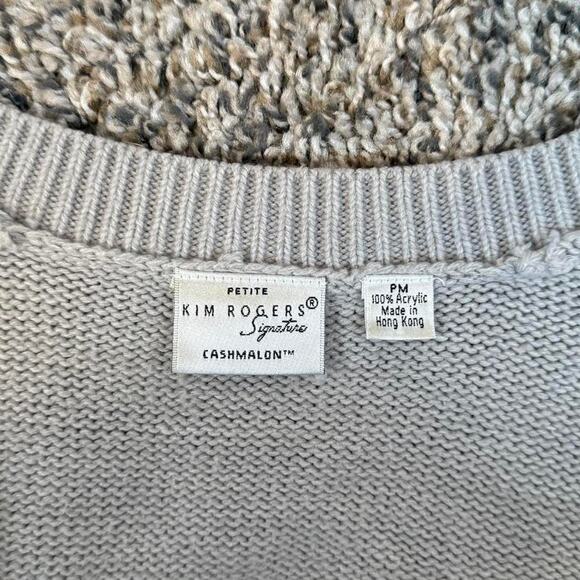 PETITE
KIM ROGERS®
Signature
CASHMALON™
PM
100% Acrylic
Made in
Hong Kong